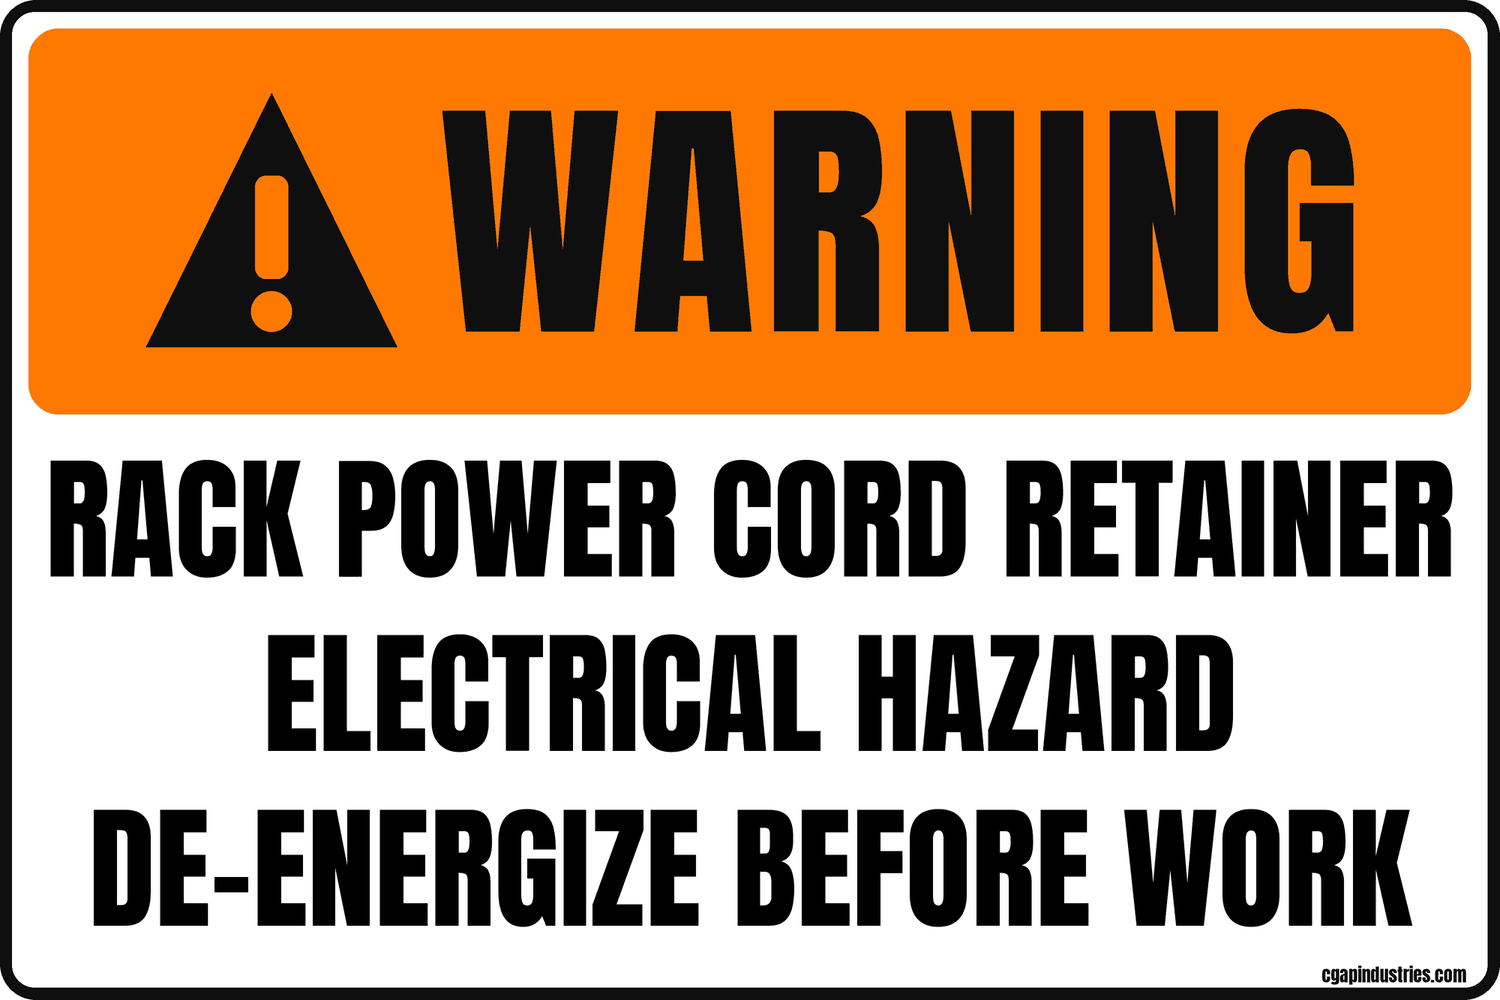 WARNING
RACK POWER CORD RETAINER
ELECTRICAL HAZARD
DE-ENERGIZE BEFORE WORK
cgapindustries.com